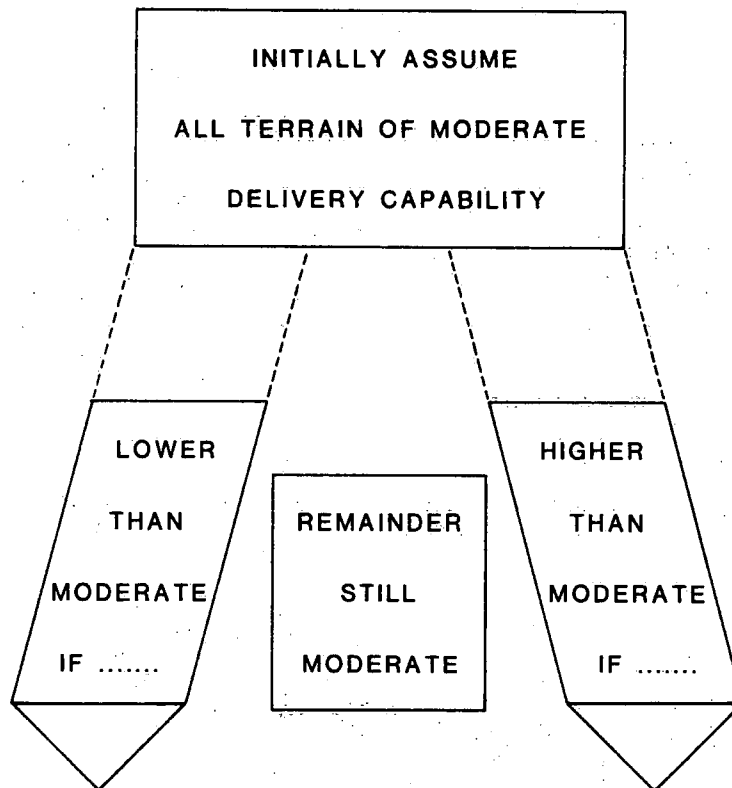 INITIALLY ASSUME
ALL TERRAIN OF MODERATE
DELIVERY CAPABILITY
LOWER
THAN
MODERATE
IF .......
REMAINDER
STILL
MODERATE
HIGHER
THAN
MODERATE
IF .......